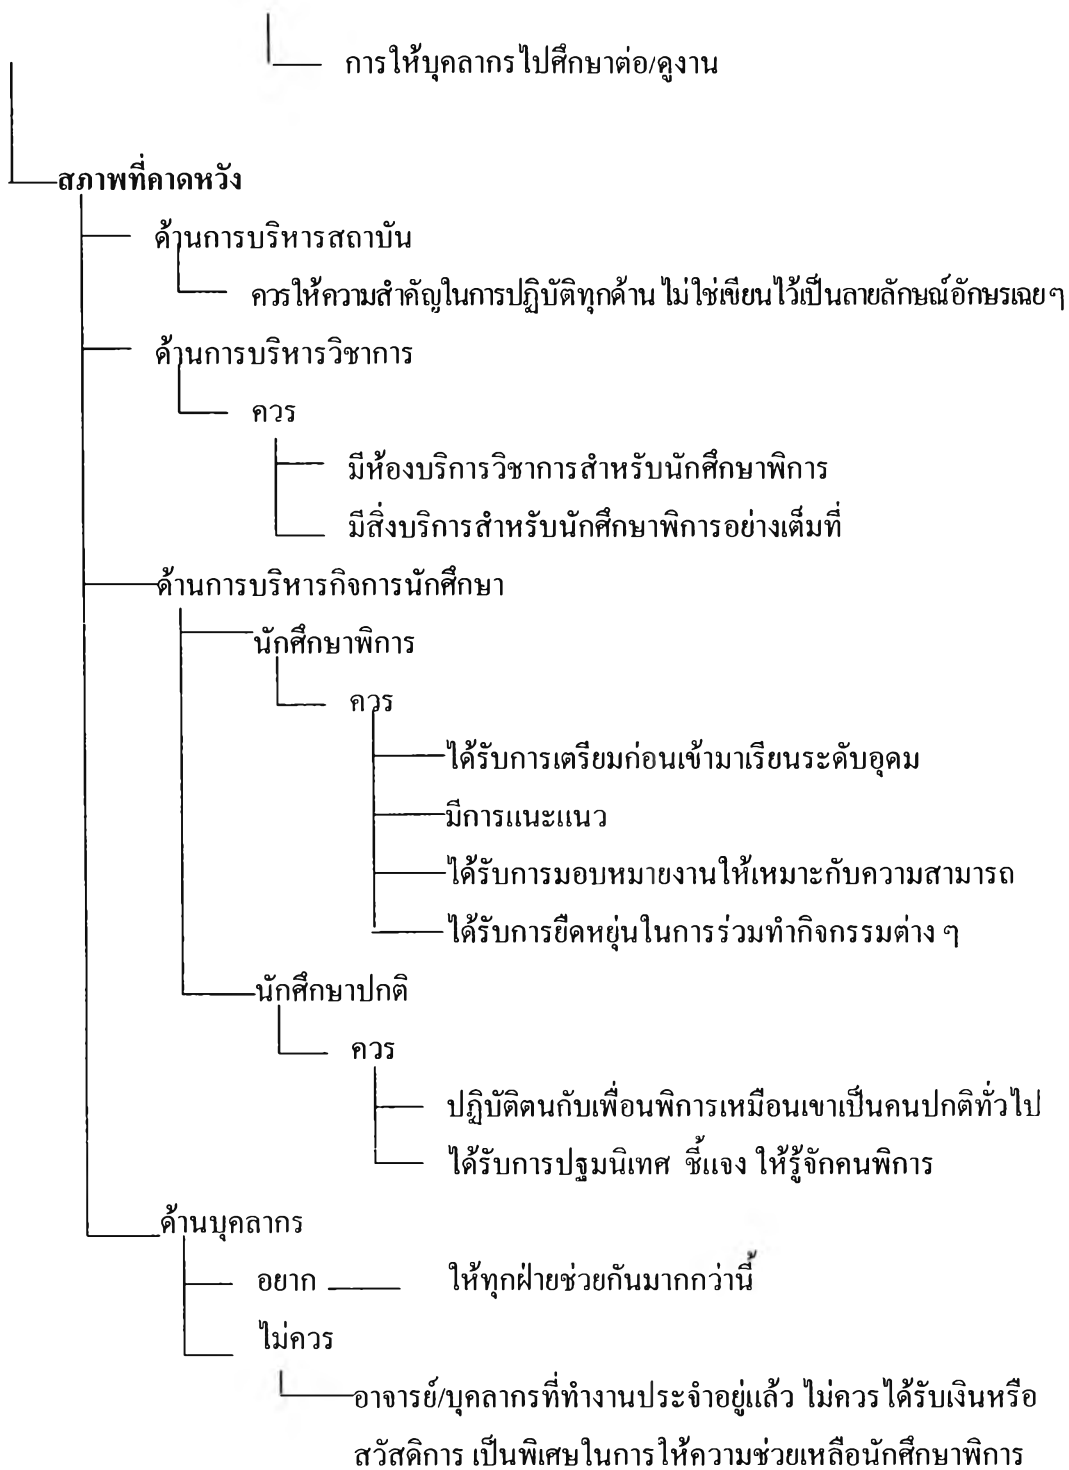 การให้บุคลากรไปศึกษาต่อ/ดูงาน
สภาพที่คาดหวัง
ด้านการบริหารสถาบัน
ควรให้ความสำคัญในการปฏิบัติทุกด้าน ไม่ใช่เขียนไว้เป็นลายลักษณ์อักษรเฉยๆ
ด้านการบริหารวิชาการ
ควร
มีห้องบริการวิชาการสำหรับนักศึกษาพิการ
มีสิ่งบริการสำหรับนักศึกษาพิการอย่างเต็มที่
ด้านการบริหารกิจการนักศึกษา
นักศึกษาพิการ
ควร
ได้รับการเตรียมก่อนเข้ามาเรียนระดับอุดม
มีการแนะแนว
ได้รับการมอบหมายงานให้เหมาะกับความสามารถ
ได้รับการยืดหยุ่นในการร่วมทำกิจกรรมต่าง ๆ
นักศึกษาปกติ
ควร
ปฏิบัติตนกับเพื่อนพิการเหมือนเขาเป็นคนปกติทั่วไป
ได้รับการปฐมนิเทศ ชี้แจง ให้รู้จักคนพิการ
ด้านบุคลากร
อยาก ให้ทุกฝ่ายช่วยกันมากกว่านี้
ไม่ควร
อาจารย์/บุคลากรที่ทำงานประจำอยู่แล้ว ไม่ควรได้รับเงินหรือ
สวัสดิการ เป็นพิเศษในการให้ความช่วยเหลือนักศึกษาพิการ